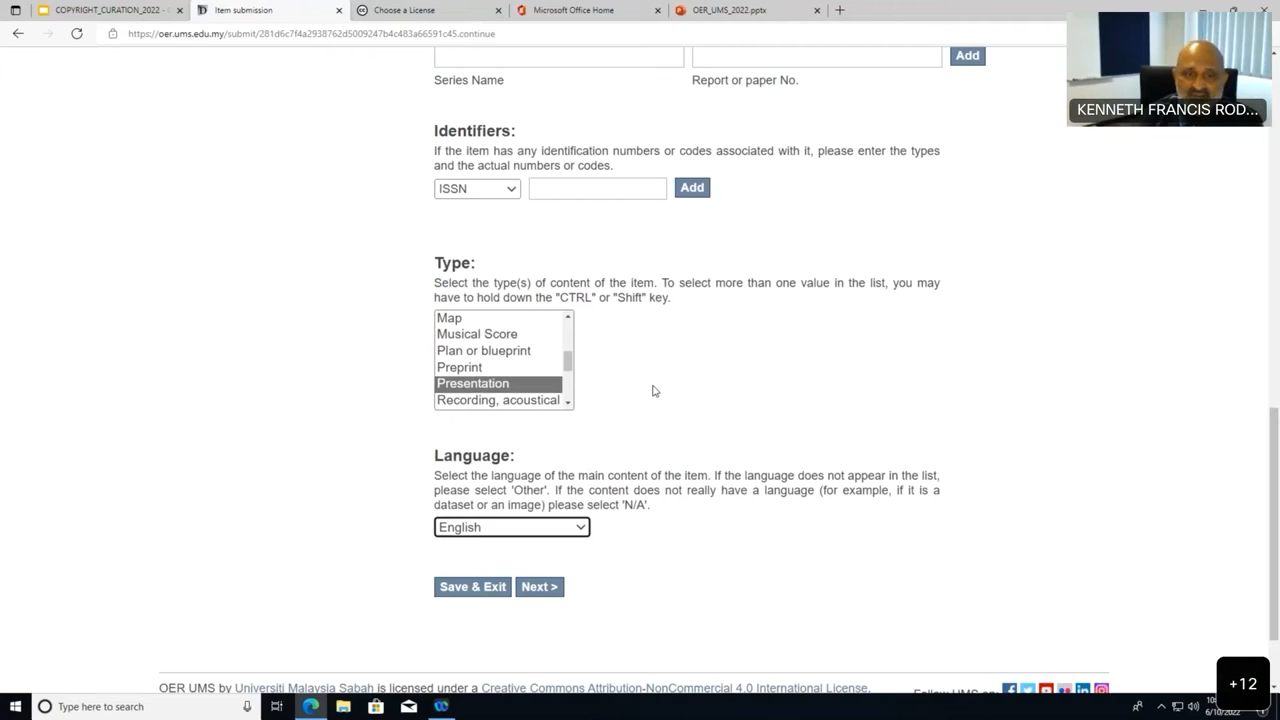 COPYRIGHT_CURATION_2022 -
Item submission
Choose a License
Microsoft Office Home
OER_UMS_2022.pptx
https://oer.ums.edu.my/submit/281d6c7f4a2938762d5009247b4c483a66591c45.continue
Add
Series Name
Report or paper No.
KENNETH FRANCIS ROD...
Identifiers:
If the item has any identification numbers or codes associated with it, please enter the types
and the actual numbers or codes.
ISSN
Add
Type:
Select the type(s) of content of the item. To select more than one value in the list, you may
have to hold down the "CTRL" or "Shift" key.
Map
Musical Score
Plan or blueprint
Preprint
Presentation
Recording, acoustical
Language:
Select the language of the main content of the item. If the language does not appear in the list,
please select 'Other'. If the content does not really have a language (for example, if it is a
dataset or an image) please select 'N/A'.
English
Save & Exit
Next >
OER UMS by Universiti Malaysia Sabah is licensed under a Creative Commons Attribution-NonCommercial 4.0 International License.
Follow UMS on:
+12
Type here to search
6/10/2022